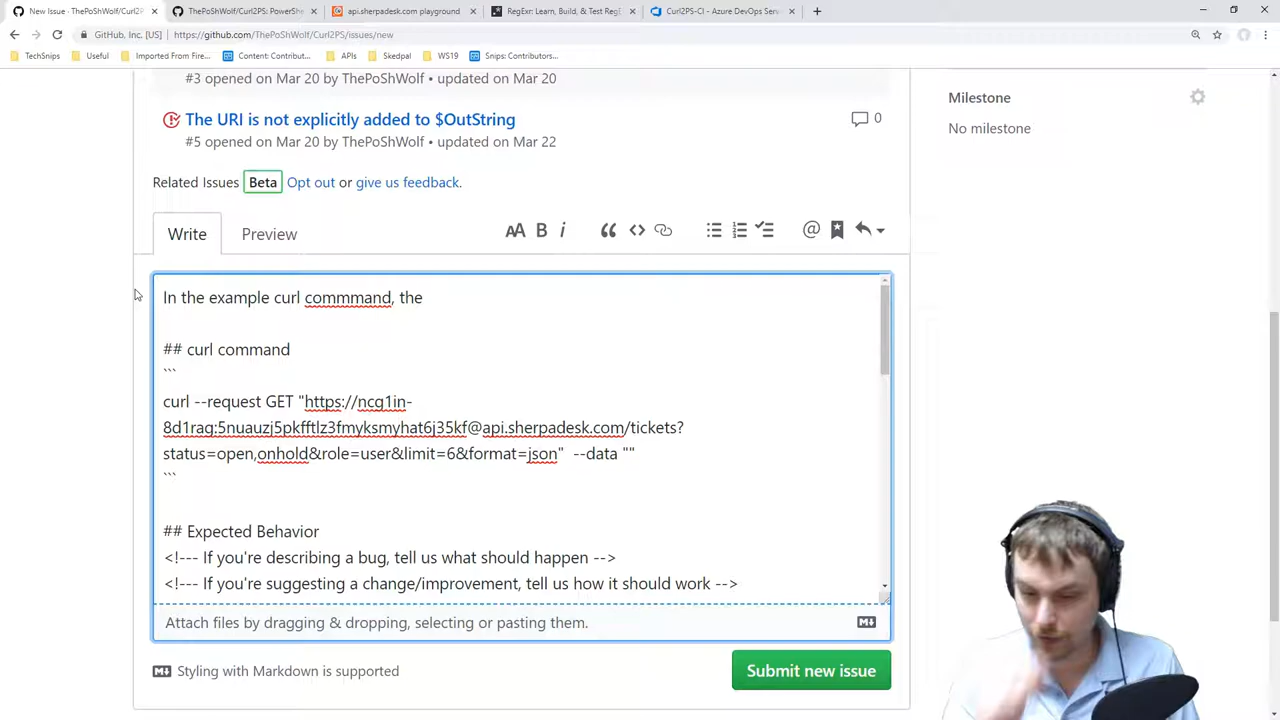 New Issue · ThePoShWolf/Curl2PS
ThePoShWolf/Curl2PS: PowerShe
api.sherpadesk.com playground
RegExr: Learn, Build, & Test RegE
Curl2PS-CI - Azure DevOps Serv
GitHub, Inc. [US] | https://github.com/ThePoShWolf/Curl2PS/issues/new
TechSnips Useful Imported From Fire... Content: Contribut... APIs Skedpal WS19 Snips: Contributors...
#3 opened on Mar 20 by ThePoShWolf • updated on Mar 20
Milestone
The URI is not explicitly added to $OutString 0
No milestone
#5 opened on Mar 20 by ThePoShWolf • updated on Mar 22
Related Issues Beta Opt out or give us feedback.
Write Preview
In the example curl commmand, the
## curl command
```
curl --request GET "https://ncg1in-
8d1rag:5nuauzj5pkfftlz3fmyksmyhat6j35kf@api.sherpadesk.com/tickets?
status=open,onhold&role=user&limit=6&format=json"  --data ""
```
## Expected Behavior
<!--- If you're describing a bug, tell us what should happen -->
<!--- If you're suggesting a change/improvement, tell us how it should work -->
Attach files by dragging & dropping, selecting or pasting them.
Styling with Markdown is supported
Submit new issue